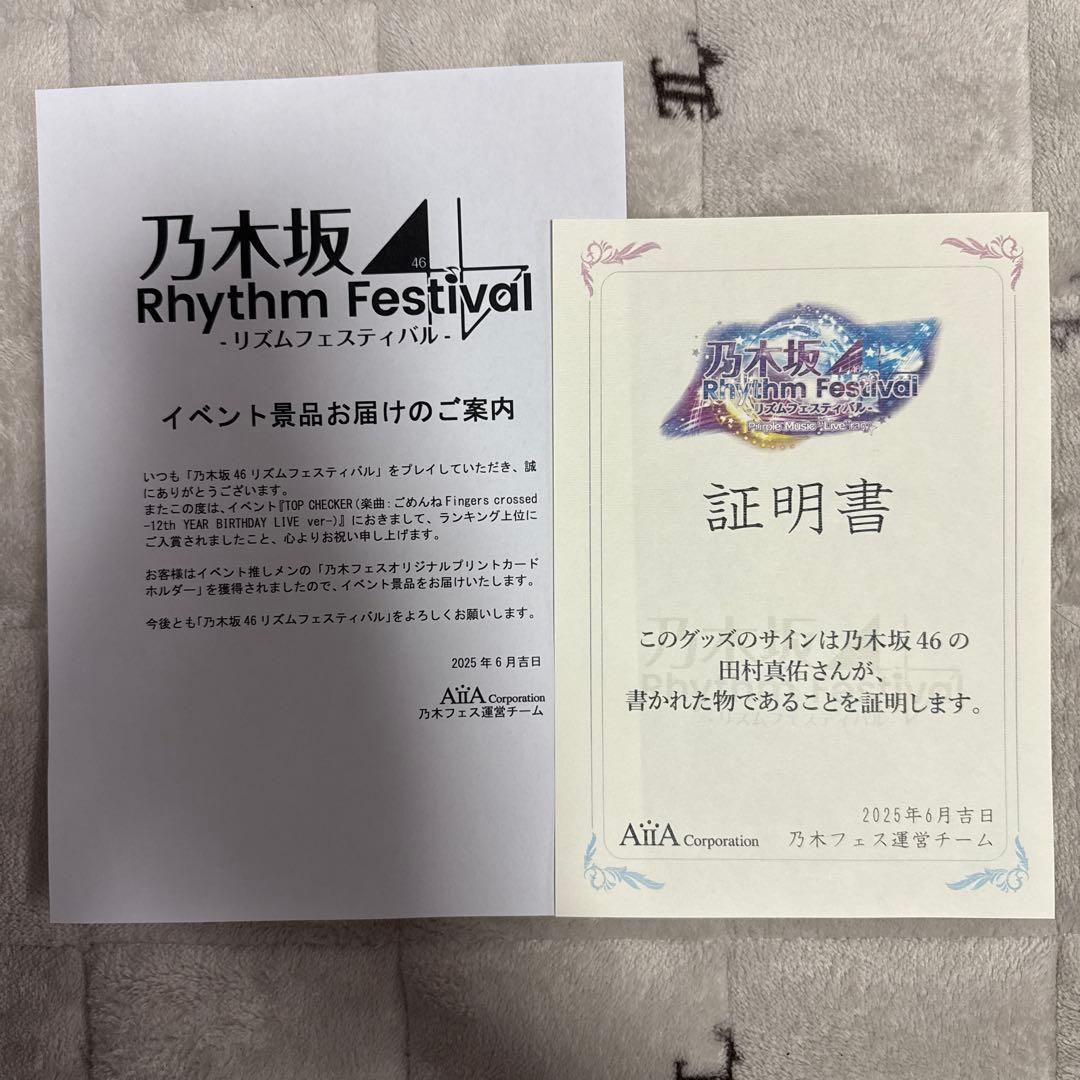 乃木坂46
Rhythm Festival
-リズムフェスティバル-
イベント景品お届けのご案内
いつも「乃木坂46リズムフェスティバル」をプレイしていただき、誠
にありがとうございます。
またこの度は、イベント『TOP CHECKER(楽曲:ごめんねFingers crossed
-12th YEAR BIRTHDAY LIVE ver-)』におきまして、ランキング上位に
ご入賞されましたこと、心よりお祝い申し上げます。
お客様はイベント推しメンの「乃木フェスオリジナルプリントカード
ホルダー」を獲得されましたので、イベント景品をお届けいたします。
今後とも「乃木坂46リズムフェスティバル」をよろしくお願いします。
2025年6月吉日
AiiA Corporation
乃木フェス運営チーム
乃木坂46
Rhythm Festival
-リズムフェスティバル-
Purple Music "Live"rary
証明書
このグッズのサインは乃木坂46の
田村真佑さんが、
書かれた物であることを証明します。
2025年6月吉日
AiiA Corporation 乃木フェス運営チーム